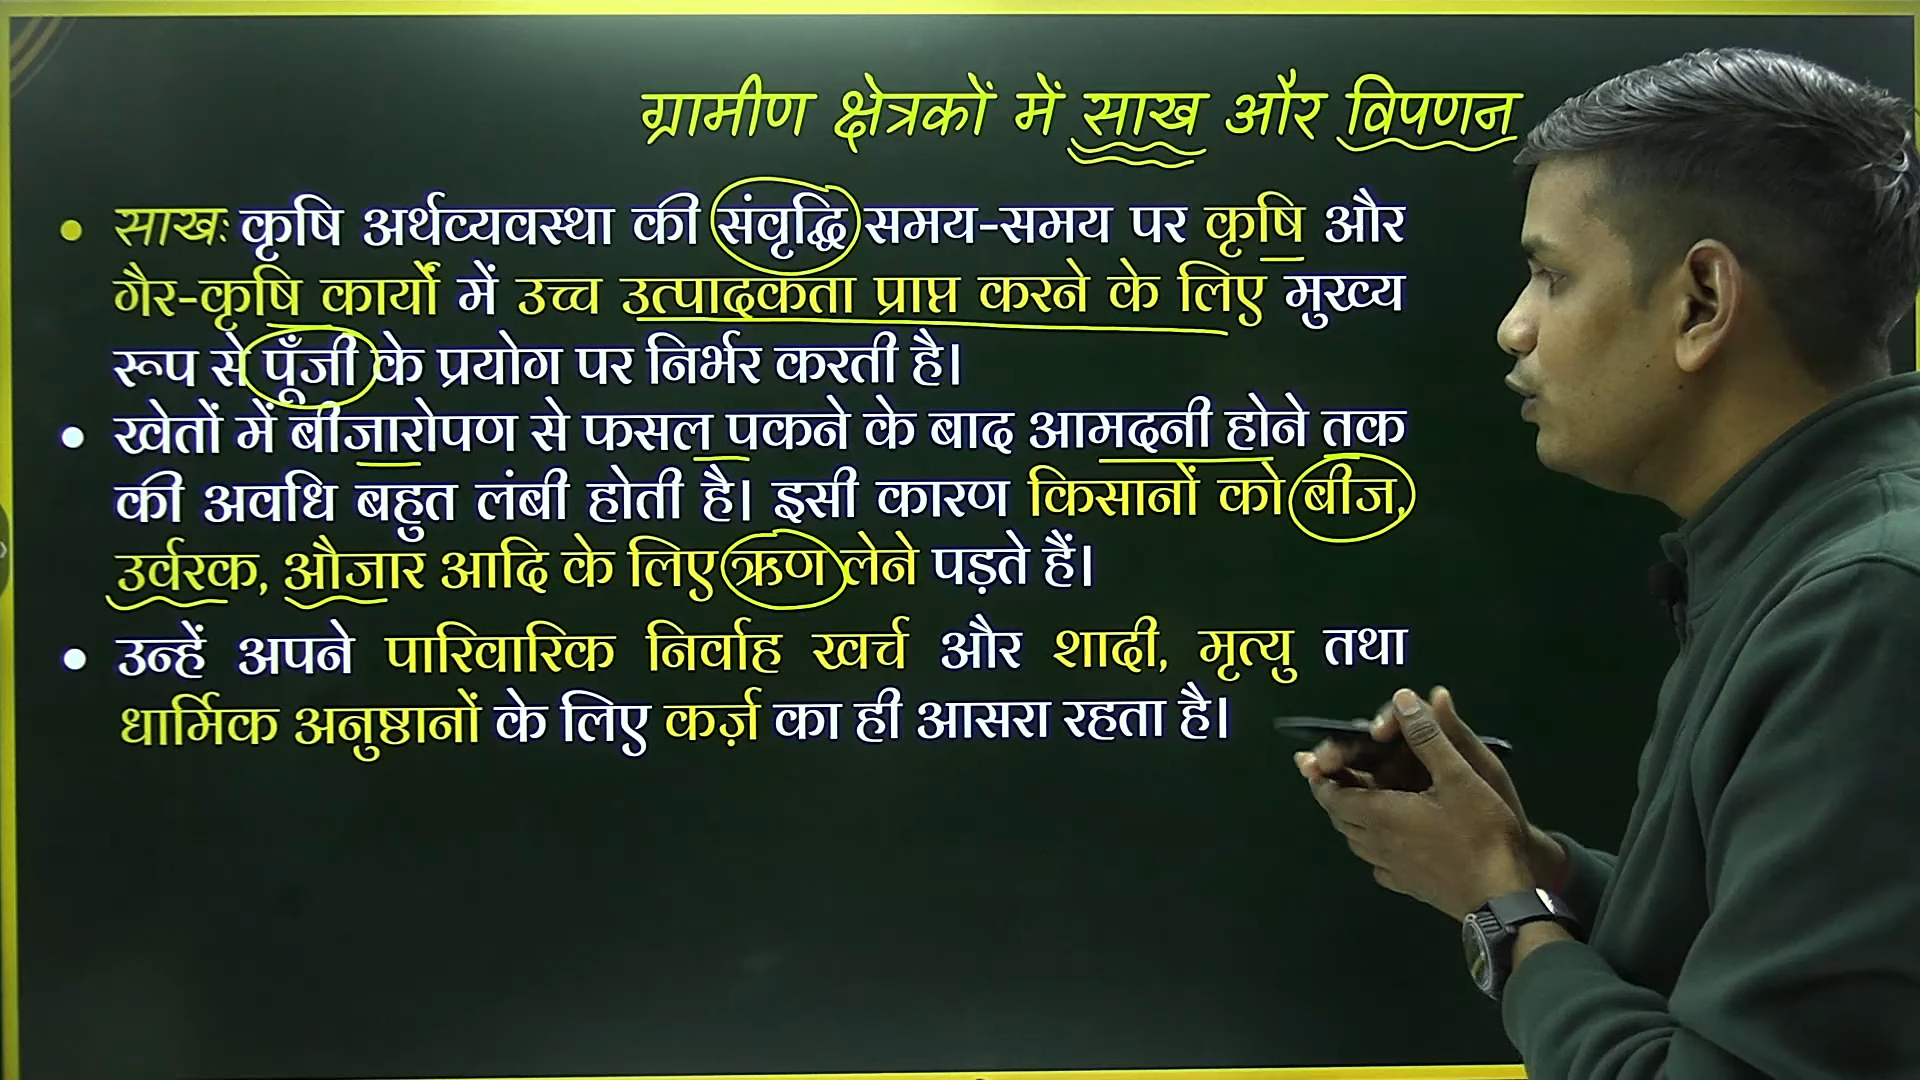 ग्रामीण क्षेत्रकों में साख और विपणन
• साख: कृषि अर्थव्यवस्था की संवृद्धि समय-समय पर कृषि और
गैर-कृषि कार्यों में उच्च उत्पादकता प्राप्त करने के लिए मुख्य
रूप से पूँजी के प्रयोग पर निर्भर करती है।
• खेतों में बीजारोपण से फसल पकने के बाद आमदनी होने तक
की अवधि बहुत लंबी होती है। इसी कारण किसानों को बीज,
उर्वरक, औजार आदि के लिए ऋण लेने पड़ते हैं।
• उन्हें अपने पारिवारिक निर्वाह खर्च और शादी, मृत्यु तथा
धार्मिक अनुष्ठानों के लिए कर्ज़ का ही आसरा रहता है।